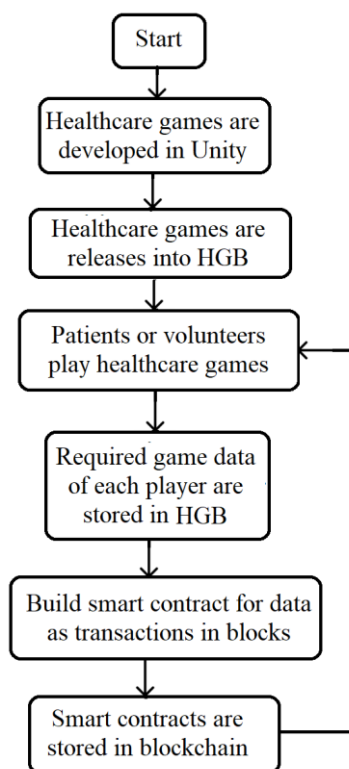 Start
Healthcare games are
developed in Unity
Healthcare games are
releases into HGB
Patients or volunteers
play healthcare games
Required game data
of each player are
stored in HGB
Build smart contract for data
as transactions in blocks
Smart contracts are
stored in blockchain